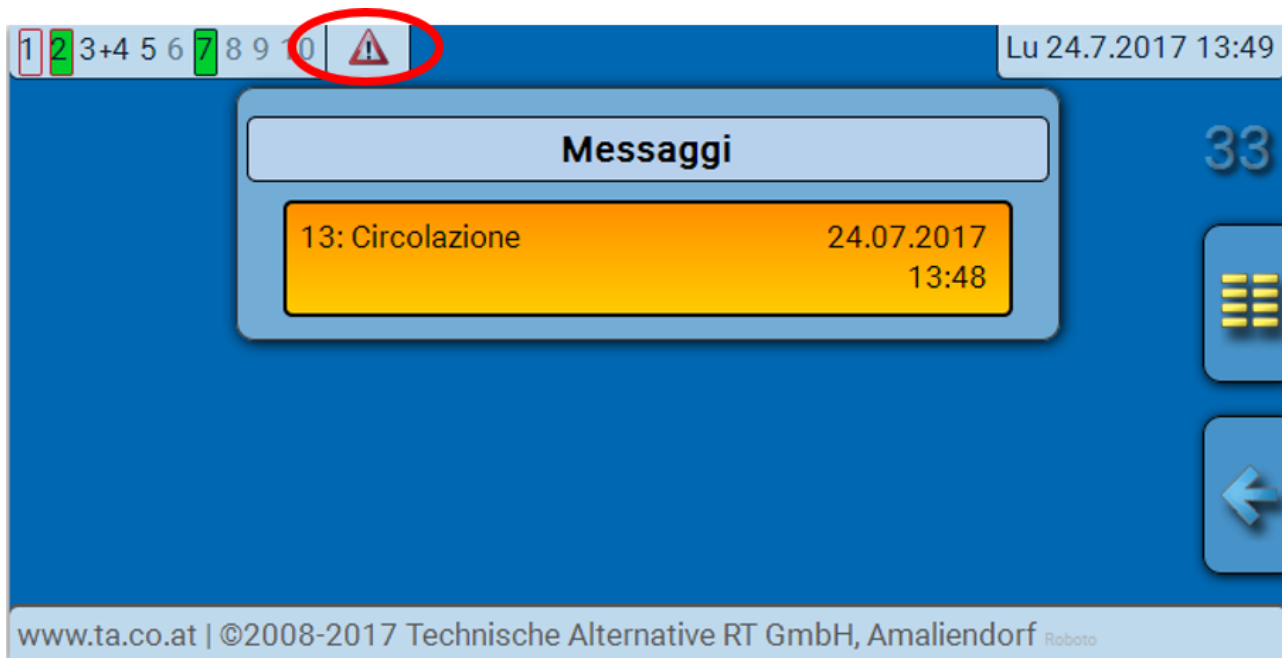 1 2 3+4 5 6 7 8 9 10
Lu 24.7.2017 13:49
Messaggi
33
13: Circolazione 24.07.2017
13:48
www.ta.co.at | ©2008-2017 Technische Alternative RT GmbH, Amaliendorf Roboto